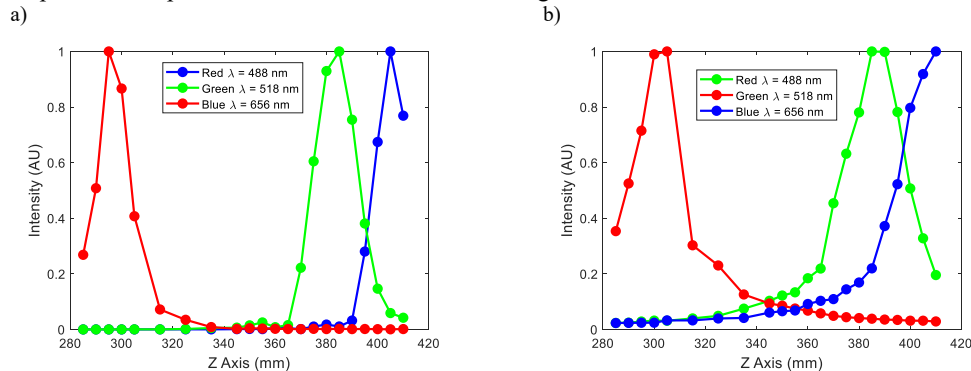 a)
b)
Intensity (AU)
1
0.8
0.6
0.4
0.2
0
280 300 320 340 360 380 400 420
Z Axis (mm)
Red λ = 488 nm
Green λ = 518 nm
Blue λ = 656 nm
Intensity (AU)
1
0.8
0.6
0.4
0.2
0
280 300 320 340 360 380 400 420
Z Axis (mm)
Red λ = 488 nm
Green λ = 518 nm
Blue λ = 656 nm